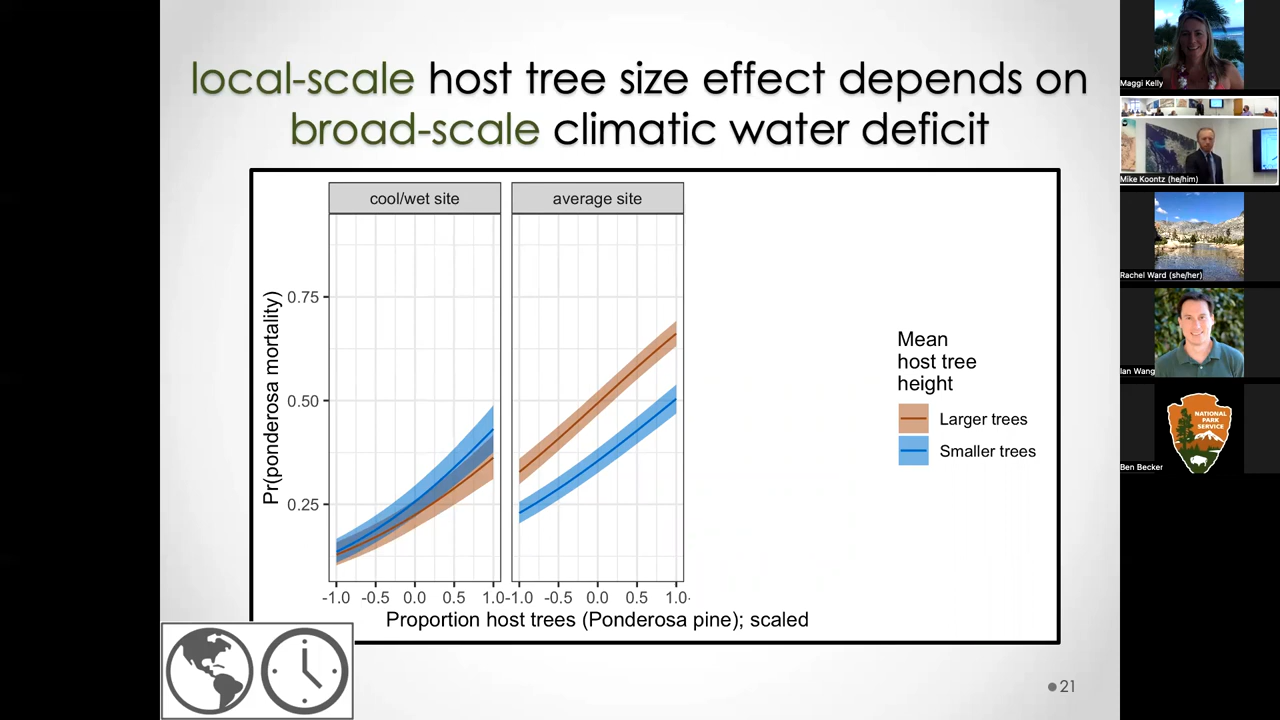 local-scale host tree size effect depends on
broad-scale climatic water deficit
cool/wet site
average site
Pr(ponderosa mortality)
0.75
0.50
0.25
-1.0 -0.5 0.0 0.5 1.0
-1.0 -0.5 0.0 0.5 1.0
Proportion host trees (Ponderosa pine); scaled
Mean
host tree
height
Larger trees
Smaller trees
21
Maggi Kelly
Mike Koontz (he/him)
Rachel Ward (she/her)
Ian Wang
NATIONAL
PARK
SERVICE
Ben Becker